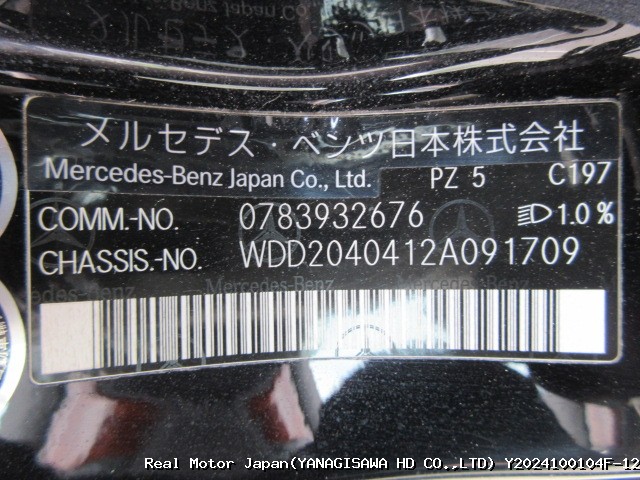 メルセデス・ベンツ日本株式会社
Mercedes-Benz Japan Co., Ltd. PZ 5 C197
COMM.-NO. 0783932676 1.0 %
CHASSIS.-NO. WDD2040412A091709
Mercedes-Benz
Real Motor Japan(YANAGISAWA HD CO.,LTD) Y2024100104F-12